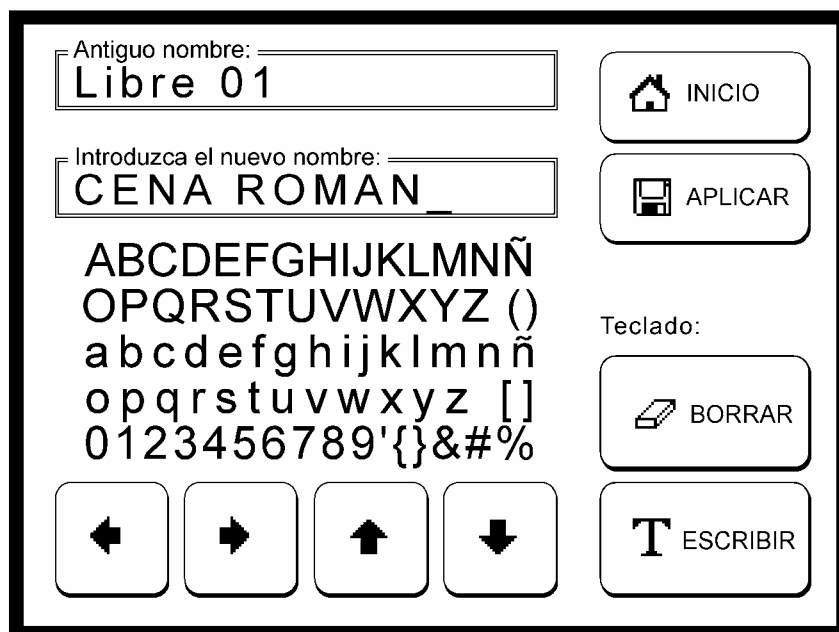 Antiguo nombre:
Libre 01
Introduzca el nuevo nombre:
CENA ROMAN_
ABCDEFGHIJKLMNÑ
OPQRSTUVWXYZ ()
abcdefghijklmnñ
opqrstuvwxyz []
0123456789'{}&#%
INICIO
APLICAR
Teclado:
BORRAR
T ESCRIBIR